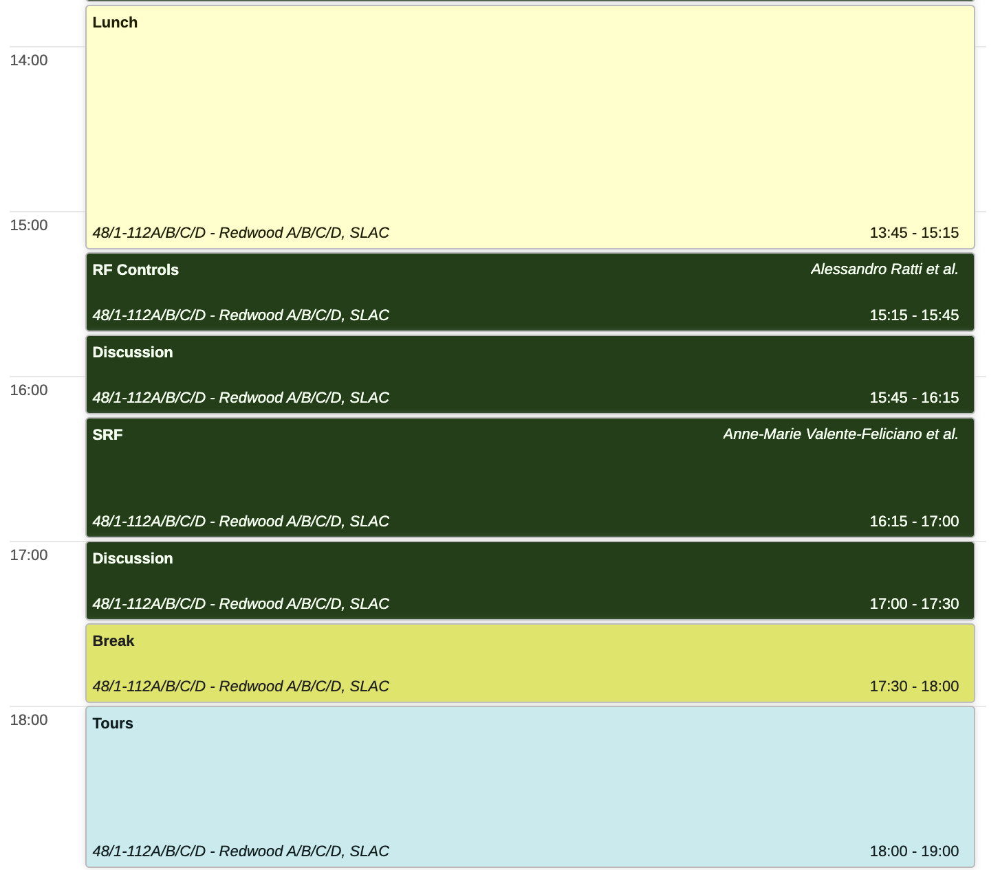 Lunch
14:00
15:00
48/1-112A/B/C/D - Redwood A/B/C/D, SLAC 13:45 - 15:15
RF Controls Alessandro Ratti et al.
48/1-112A/B/C/D - Redwood A/B/C/D, SLAC 15:15 - 15:45
Discussion
16:00
48/1-112A/B/C/D - Redwood A/B/C/D, SLAC 15:45 - 16:15
SRF Anne-Marie Valente-Feliciano et al.
48/1-112A/B/C/D - Redwood A/B/C/D, SLAC 16:15 - 17:00
17:00
Discussion
48/1-112A/B/C/D - Redwood A/B/C/D, SLAC 17:00 - 17:30
Break
48/1-112A/B/C/D - Redwood A/B/C/D, SLAC 17:30 - 18:00
18:00
Tours
48/1-112A/B/C/D - Redwood A/B/C/D, SLAC 18:00 - 19:00